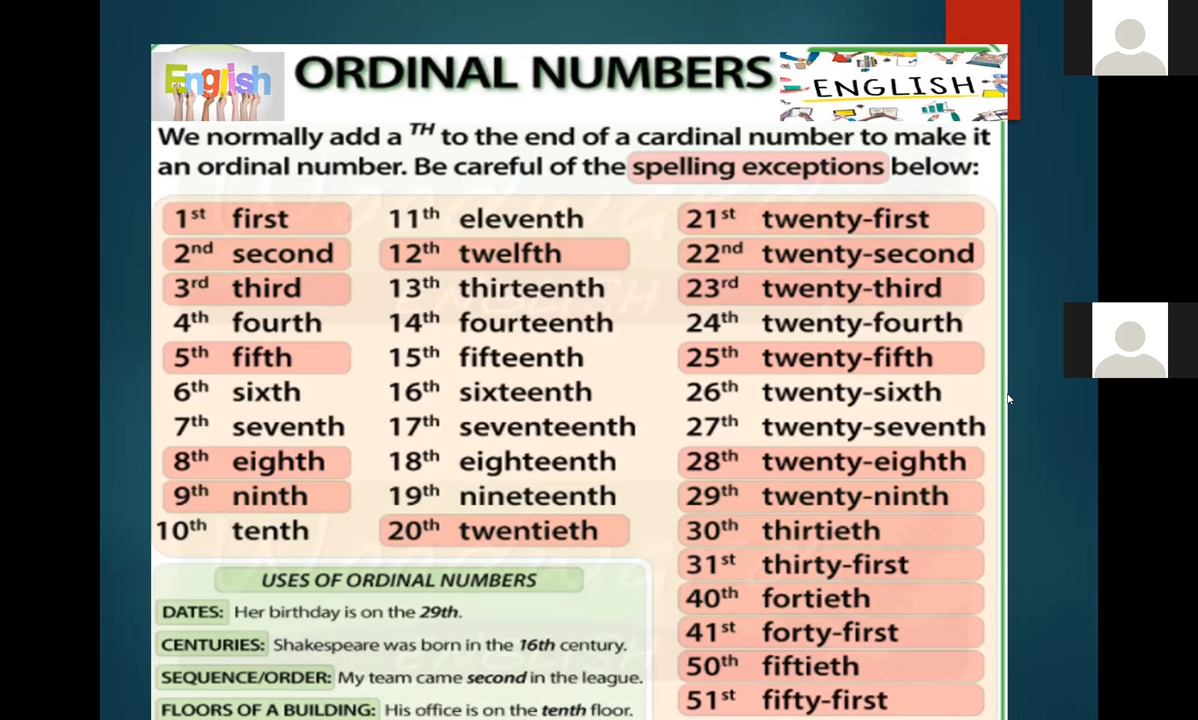 English
ORDINAL NUMBERS
ENGLISH
We normally add a TH to the end of a cardinal number to make it
an ordinal number. Be careful of the spelling exceptions below:
1st first
2nd second
3rd third
4th fourth
5th fifth
6th sixth
7th seventh
8th eighth
9th ninth
10th tenth
11th eleventh
12th twelfth
13th thirteenth
14th fourteenth
15th fifteenth
16th sixteenth
17th seventeenth
18th eighteenth
19th nineteenth
20th twentieth
21st twenty-first
22nd twenty-second
23rd twenty-third
24th twenty-fourth
25th twenty-fifth
26th twenty-sixth
27th twenty-seventh
28th twenty-eighth
29th twenty-ninth
30th thirtieth
31st thirty-first
40th fortieth
41st forty-first
50th fiftieth
51st fifty-first
USES OF ORDINAL NUMBERS
DATES: Her birthday is on the 29th.
CENTURIES: Shakespeare was born in the 16th century.
SEQUENCE/ORDER: My team came second in the league.
FLOORS OF A BUILDING: His office is on the tenth floor.